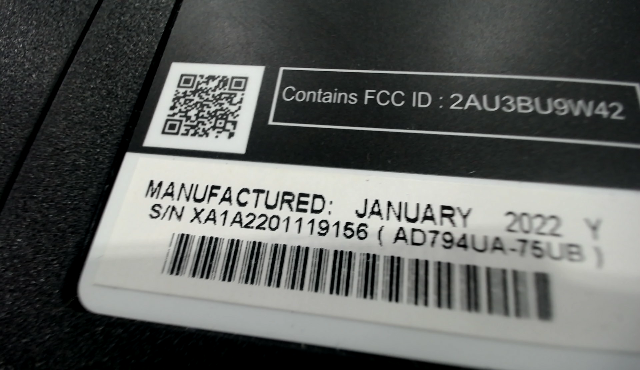 Contains FCC ID : 2AU3BU9W42
MANUFACTURED: JANUARY 2022 Y
S/N XA1A2201119156 ( AD794UA-75UB )